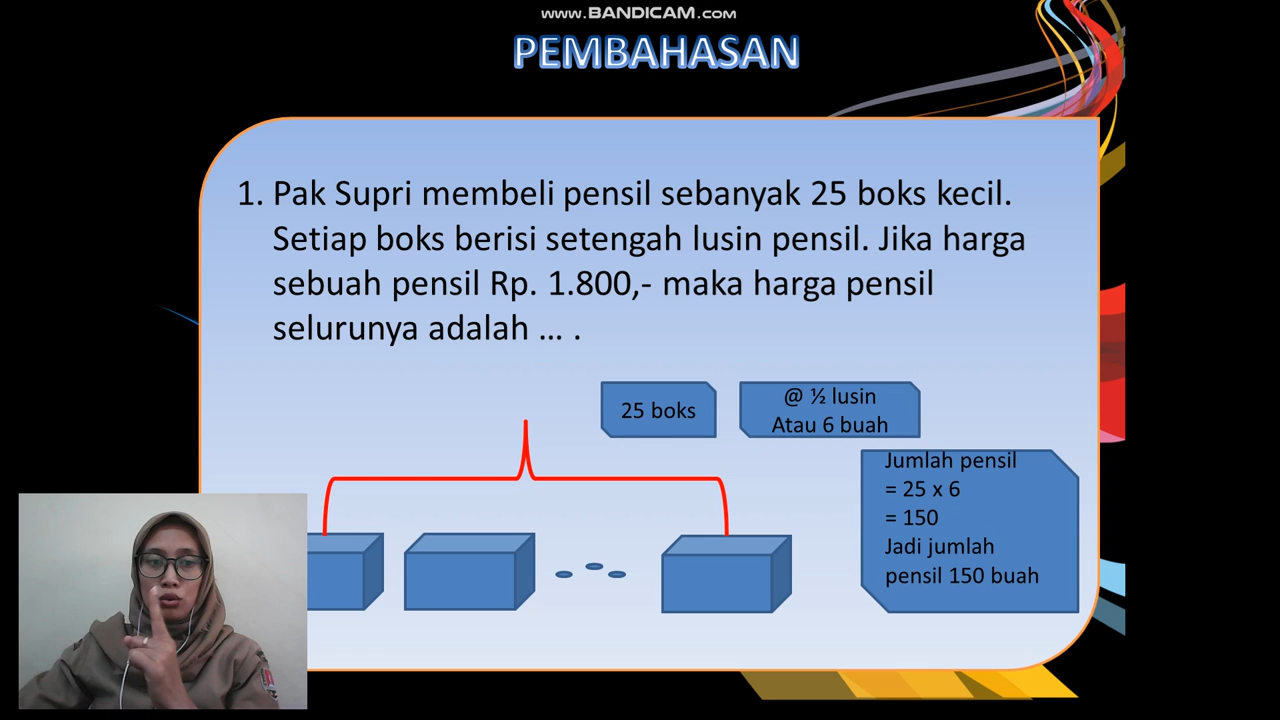 www.BANDICAM.com
PEMBAHASAN
1. Pak Supri membeli pensil sebanyak 25 boks kecil.
Setiap boks berisi setengah lusin pensil. Jika harga
sebuah pensil Rp. 1.800,- maka harga pensil
selurunya adalah ... .
25 boks
@ ½ lusin
Atau 6 buah
Jumlah pensil
= 25 x 6
= 150
Jadi jumlah
pensil 150 buah